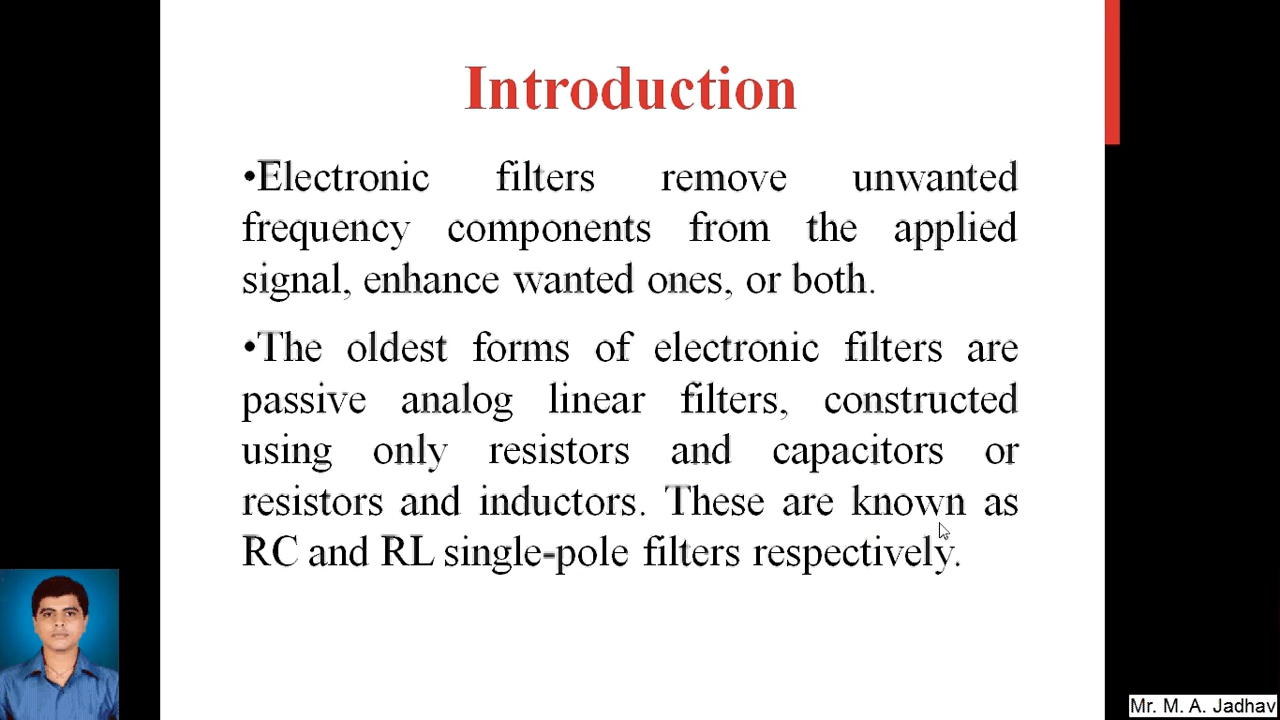 Introduction
•Electronic filters remove unwanted
frequency components from the applied
signal, enhance wanted ones, or both.
•The oldest forms of electronic filters are
passive analog linear filters, constructed
using only resistors and capacitors or
resistors and inductors. These are known as
RC and RL single-pole filters respectively.
Mr. M. A. Jadhav